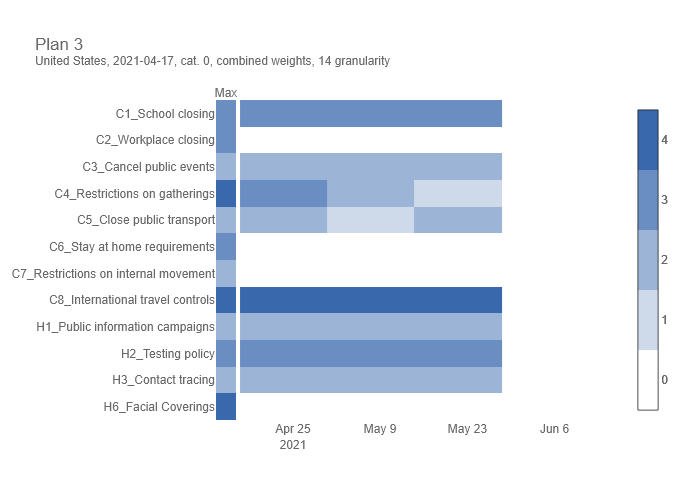 Plan 3
United States, 2021-04-17, cat. 0, combined weights, 14 granularity
Max
C1_School closing
C2_Workplace closing
C3_Cancel public events
C4_Restrictions on gatherings
C5_Close public transport
C6_Stay at home requirements
C7_Restrictions on internal movement
C8_International travel controls
H1_Public information campaigns
H2_Testing policy
H3_Contact tracing
H6_Facial Coverings
Apr 25 May 9 May 23 Jun 6
2021
4
3
2
1
0